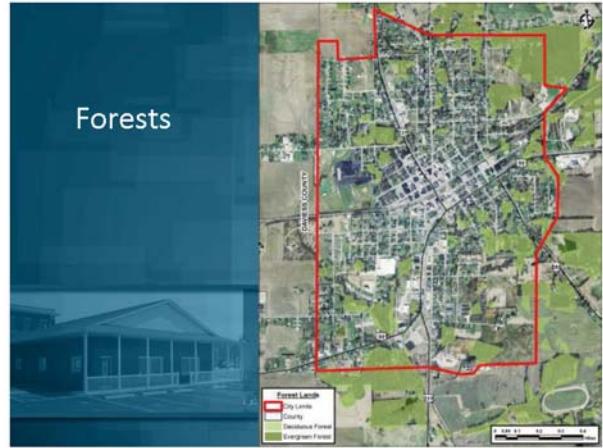 Forests
DAVIESS COUNTY
Forest Lands
City Limits
County
Deciduous Forest
Evergreen Forest